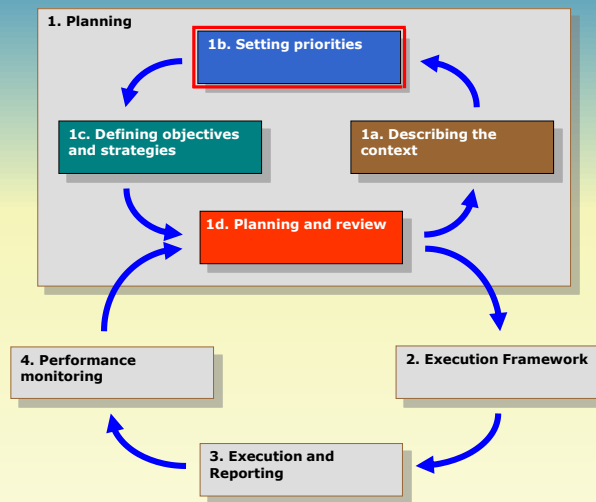 1. Planning
1b. Setting priorities
1c. Defining objectives
and strategies
1a. Describing the
context
1d. Planning and review
4. Performance
monitoring
2. Execution Framework
3. Execution and
Reporting